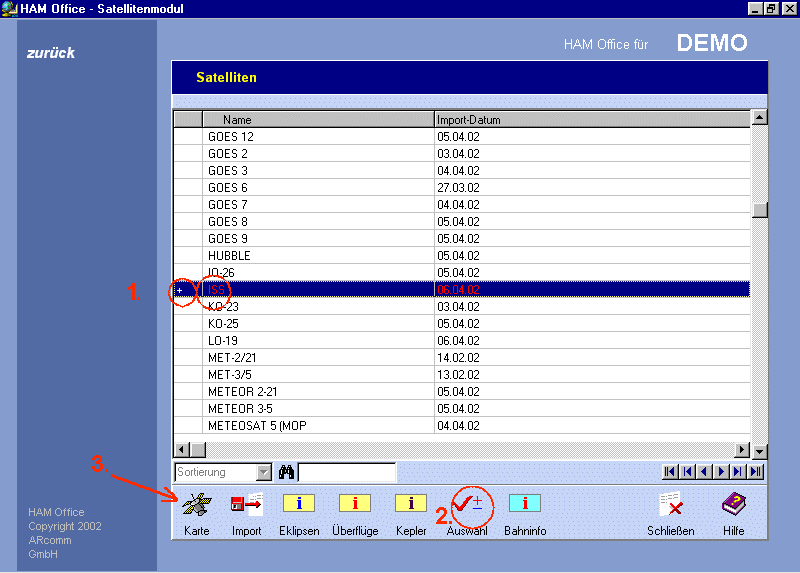 HAM Office - Satellitenmodul
zurück
HAM Office für DEMO
Satelliten
Name Import-Datum
GOES 12 05.04.02
GOES 2 03.04.02
GOES 3 04.04.02
GOES 6 27.03.02
GOES 7 04.04.02
GOES 8 05.04.02
GOES 9 05.04.02
HUBBLE 05.04.02
IO-26 05.04.02
1. + ISS 06.04.02
KO-23 03.04.02
KO-25 05.04.02
LO-19 06.04.02
MET-2/21 14.02.02
MET-3/5 13.02.02
METEOR 2-21 05.04.02
METEOR 3-5 05.04.02
METEOSAT 5 (MOP 04.04.02
3.
Sortierung
2.
Karte Import Eklipsen Überflüge Kepler Auswahl Bahninfo Schließen Hilfe
HAM Office
Copyright 2002
ARcomm
GmbH